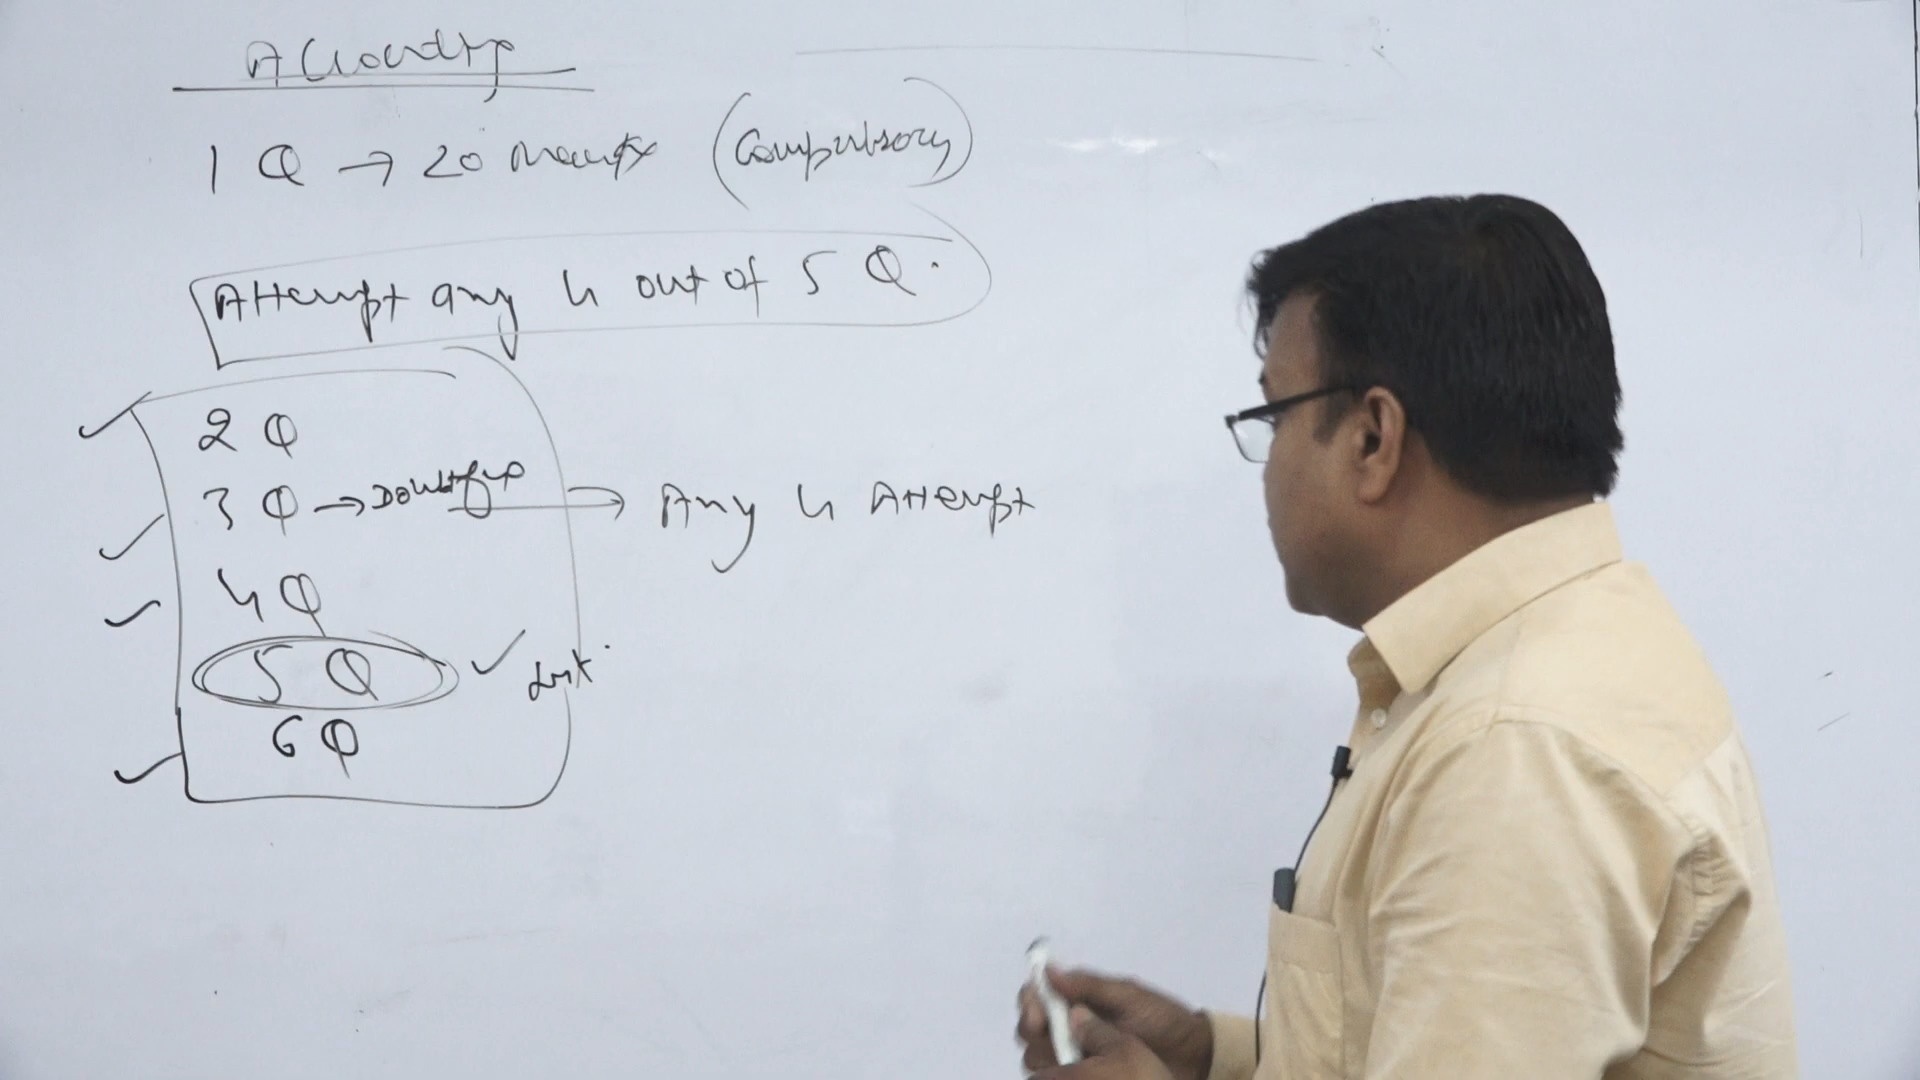 Accounting
1 Q → 20 Marks (Compulsory)
Attempt any 4 out of 5 Q.
2 Q
3 Q → Doubtful → Any 4 Attempt
4 Q
5 Q ✓
6 Q